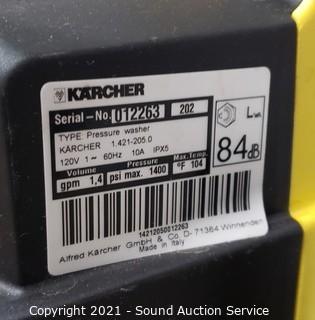 KÄRCHER
Serial-No. 012263 202
TYPE Pressure washer
KÄRCHER 1.421-205.0
120V 1~ 60Hz 10A IPX5
Volume Pressure Max.Temp.
gpm 1,4 psi max. 1400 °F 104
LWA
84dB
14212050012263
Alfred Kärcher GmbH & Co. D-71364 Winnenden
Made in Italy
Copyright 2021 - Sound Auction Service